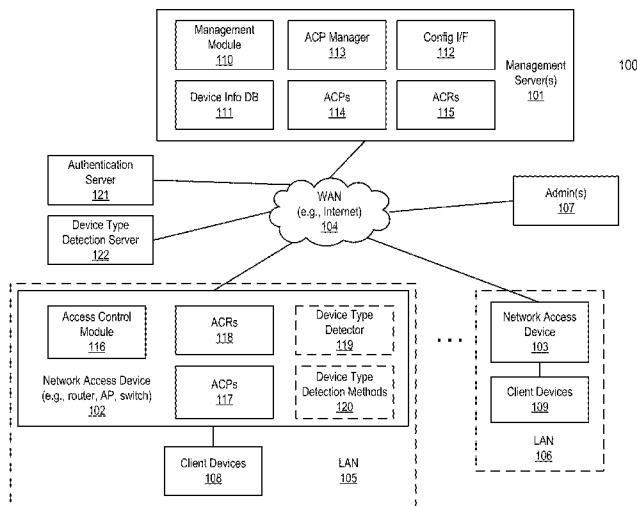 Management
Module
110
ACP Manager
113
Config I/F
112
Management
Server(s)
101
100
Device Info DB
111
ACPs
114
ACRs
115
Authentication
Server
121
Device Type
Detection Server
122
WAN
(e.g., Internet)
104
Admin(s)
107
Access Control
Module
116
ACRs
118
Device Type
Detector
119
Network Access Device
(e.g., router, AP, switch)
102
ACPs
117
Device Type
Detection Methods
120
Client Devices
108
LAN
105
...
Network Access
Device
103
Client Devices
109
LAN
106